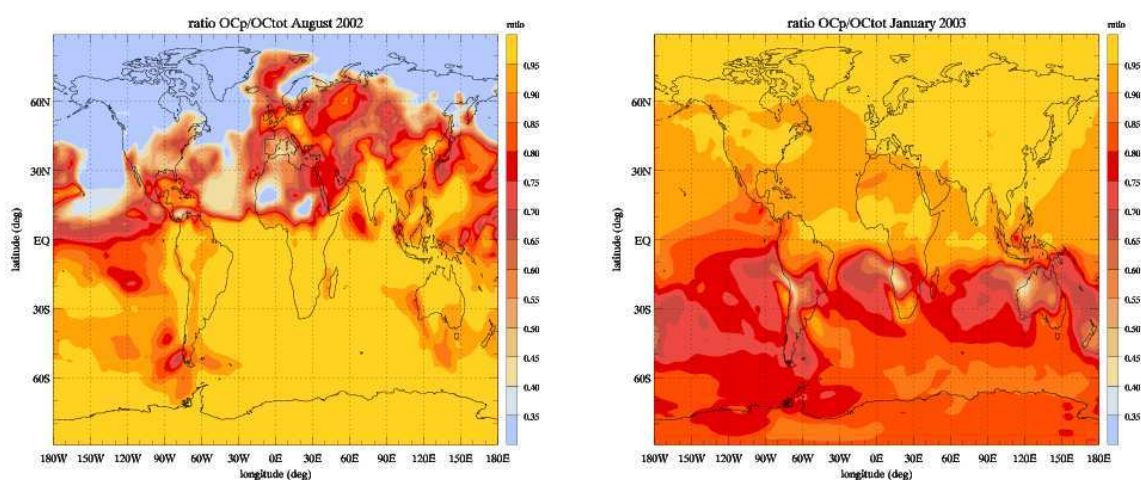 ratio OCp/OCtot August 2002
ratio
0.95
0.90
0.85
0.80
0.75
0.70
0.65
0.60
0.55
0.50
0.45
0.40
0.35
latitude (deg)
60N
30N
EQ
30S
60S
180W 150W 120W 90W 60W 30W 0E 30E 60E 90E 120E 150E 180E
longitude (deg)
ratio OCp/OCtot January 2003
ratio
0.95
0.90
0.85
0.80
0.75
0.70
0.65
0.60
0.55
0.50
0.45
0.40
0.35
latitude (deg)
60N
30N
EQ
30S
60S
180W 150W 120W 90W 60W 30W 0E 30E 60E 90E 120E 150E 180E
longitude (deg)